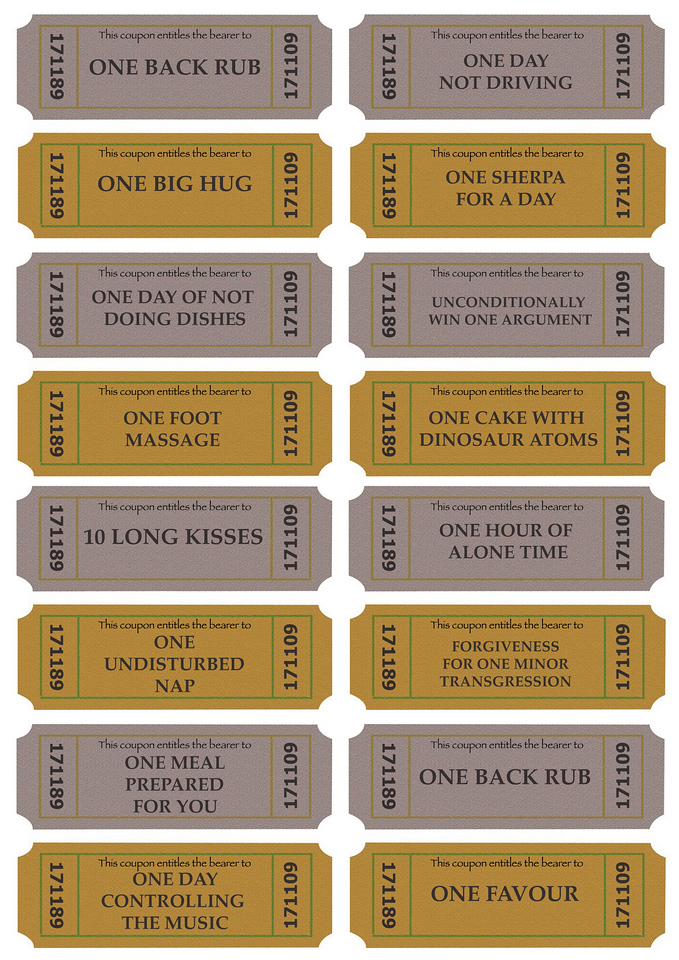 171189
This coupon entitles the bearer to
ONE BACK RUB
171109
171189
This coupon entitles the bearer to
ONE DAY
NOT DRIVING
171109
171189
This coupon entitles the bearer to
ONE BIG HUG
171109
171189
This coupon entitles the bearer to
ONE SHERPA
FOR A DAY
171109
171189
This coupon entitles the bearer to
ONE DAY OF NOT
DOING DISHES
171109
171189
This coupon entitles the bearer to
UNCONDITIONALLY
WIN ONE ARGUMENT
171109
171189
This coupon entitles the bearer to
ONE FOOT
MASSAGE
171109
171189
This coupon entitles the bearer to
ONE CAKE WITH
DINOSAUR ATOMS
171109
171189
This coupon entitles the bearer to
10 LONG KISSES
171109
171189
This coupon entitles the bearer to
ONE HOUR OF
ALONE TIME
171109
171189
This coupon entitles the bearer to
ONE
UNDISTURBED
NAP
171109
171189
This coupon entitles the bearer to
FORGIVENESS
FOR ONE MINOR
TRANSGRESSION
171109
171189
This coupon entitles the bearer to
ONE MEAL
PREPARED
FOR YOU
171109
171189
This coupon entitles the bearer to
ONE BACK RUB
171109
171189
This coupon entitles the bearer to
ONE DAY
CONTROLLING
THE MUSIC
171109
171189
This coupon entitles the bearer to
ONE FAVOUR
171109